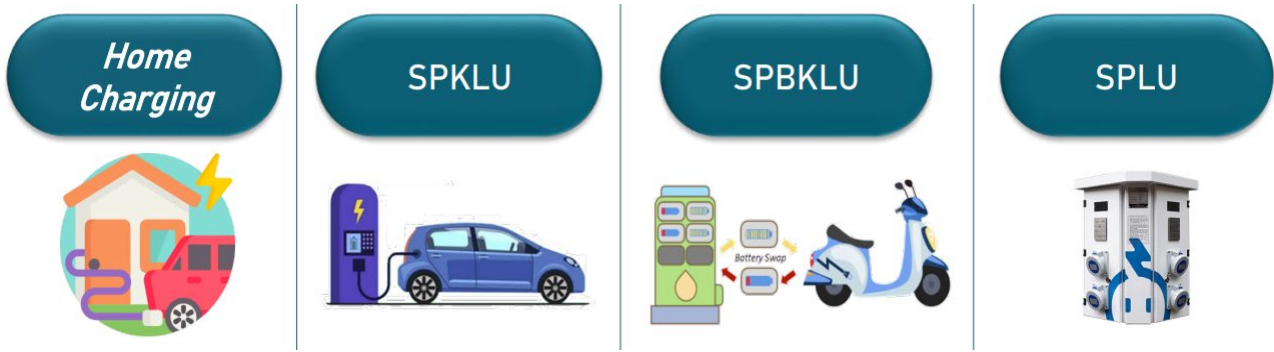 Home
Charging
SPKLU
SPBKLU
SPLU
Battery Swap